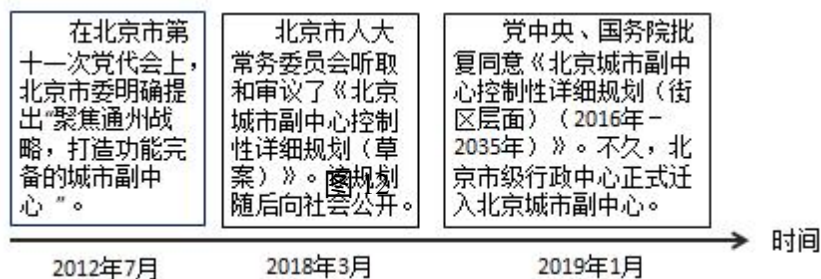 在北京市第
十一次党代会上，
北京市委明确提
出“聚焦通州战
略，打造功能完
备的城市副中
心 ”。
北京市人大
常务委员会听取
和审议了《北京
城市副中心控制
性详细规划（草
案）》。该规划
随后向社会公开。
图 12
党中央、国务院批
复同意《北京城市副中
心控制性详细规划（街
区层面）（2016年－
2035年）》。不久，北
京市级行政中心正式迁
入北京城市副中心。
时间
2012年7月
2018年3月
2019年1月